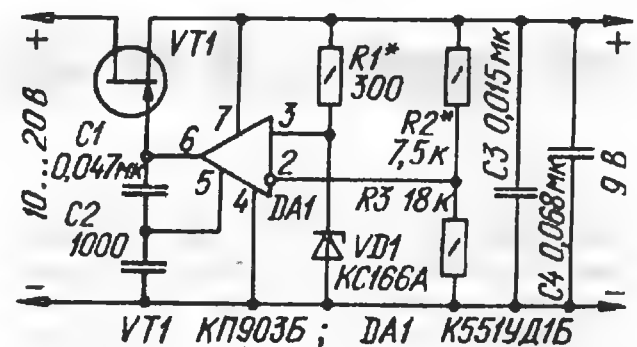 +
VT1
+
R1*
300
R2*
7,5к
C3 0,015мк
C4 0,068мк
9 В
10...20В
C1
0,047мк
C2
1000
7
6
5
4
3
2
DA1
R3 18к
VD1
КС166А
–
–
VT1 КП903Б ; DA1 К551УД1Б